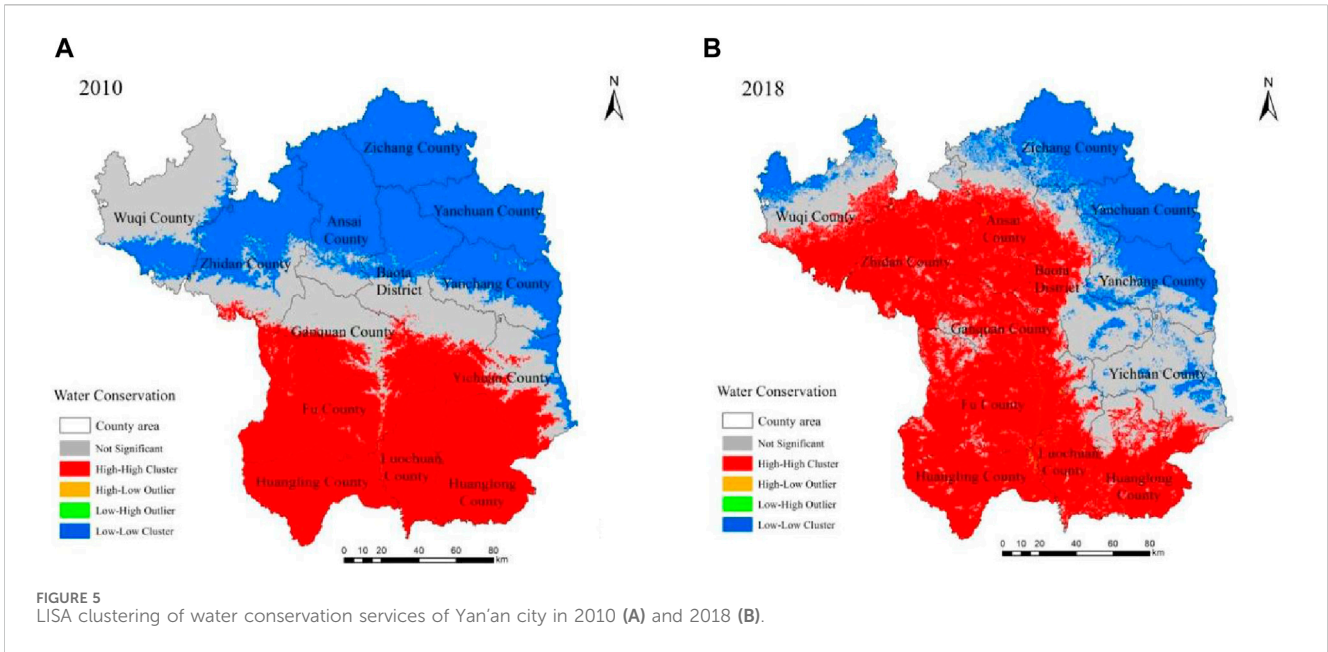 A
2010
N
Zichang County
Wuqi County
Yanchuan County
Ansai
County
Zhidan County
Baota
District
Yanchang County
Ganquan County
Yichuan County
Fu County
Luochuan
County
Huangling County
Huanglong
County
Water Conservation
County area
Not Significant
High-High Cluster
High-Low Outlier
Low-High Outlier
Low-Low Cluster
0 10 20 40 60 80
km
B
2018
N
Zichang County
Wuqi County
Yanchuan County
Ansai
County
Zhidan County
Baota
District
Yanchang County
Ganquan County
Yichuan County
Fu County
Luochuan
County
Huangling County
Huanglong
County
Water Conservation
County area
Not Significant
High-High Cluster
High-Low Outlier
Low-High Outlier
Low-Low Cluster
0 10 20 40 60 80
km
FIGURE 5
LISA clustering of water conservation services of Yan’an city in 2010 (A) and 2018 (B).